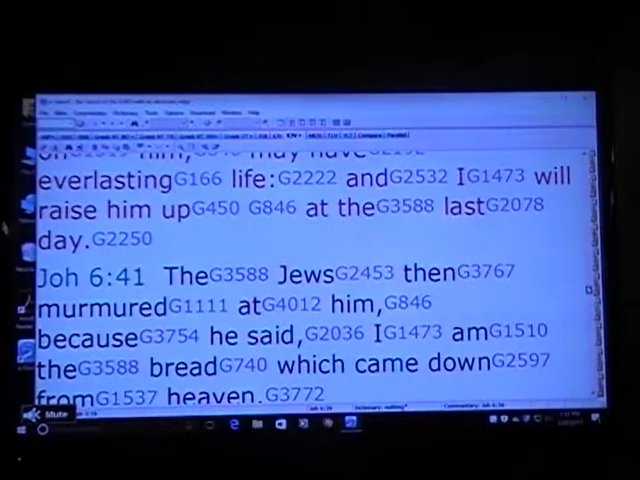 everlastingG166 life:G2222 andG2532 IG1473 will
raise him upG450 G846 at theG3588 lastG2078
day.G2250
Joh 6:41 TheG3588 JewsG2453 thenG3767
murmuredG1111 atG4012 him,G846
becauseG3754 he said,G2036 IG1473 amG1510
theG3588 breadG740 which came downG2597
fromG1537 heaven.G3772
Mute